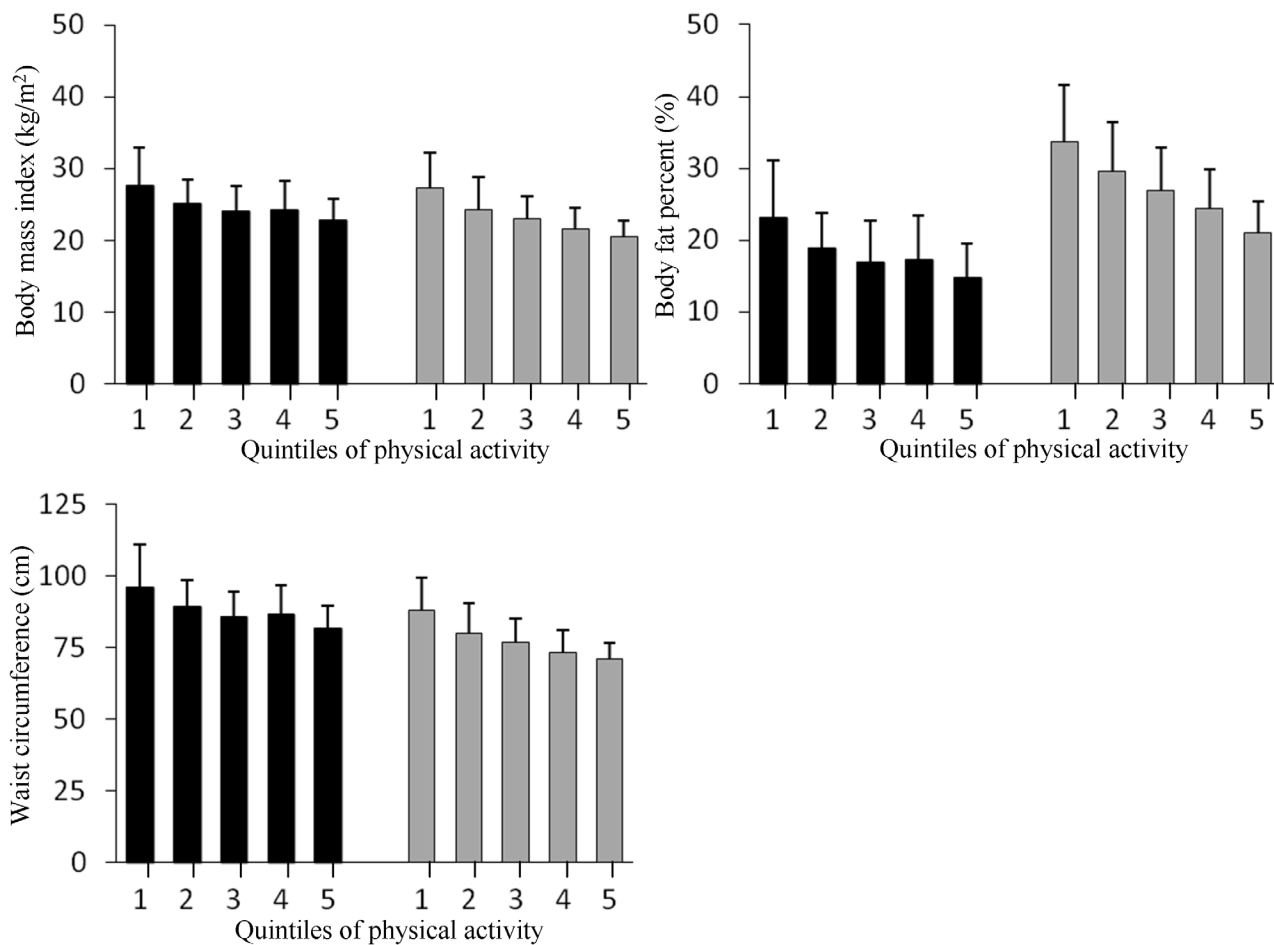 Body mass index (kg/m²)
50
40
30
20
10
0
1 2 3 4 5 1 2 3 4 5
Quintiles of physical activity
Body fat percent (%)
50
40
30
20
10
0
1 2 3 4 5 1 2 3 4 5
Quintiles of physical activity
Waist circumference (cm)
125
100
75
50
25
0
1 2 3 4 5 1 2 3 4 5
Quintiles of physical activity